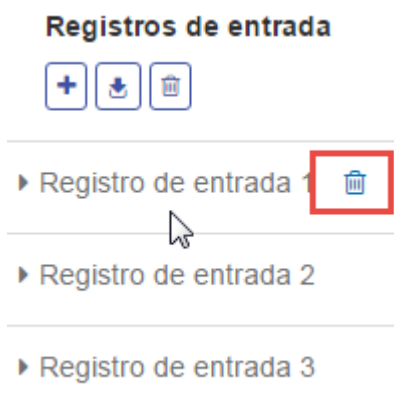 Registros de entrada
Registro de entrada 1
Registro de entrada 2
Registro de entrada 3